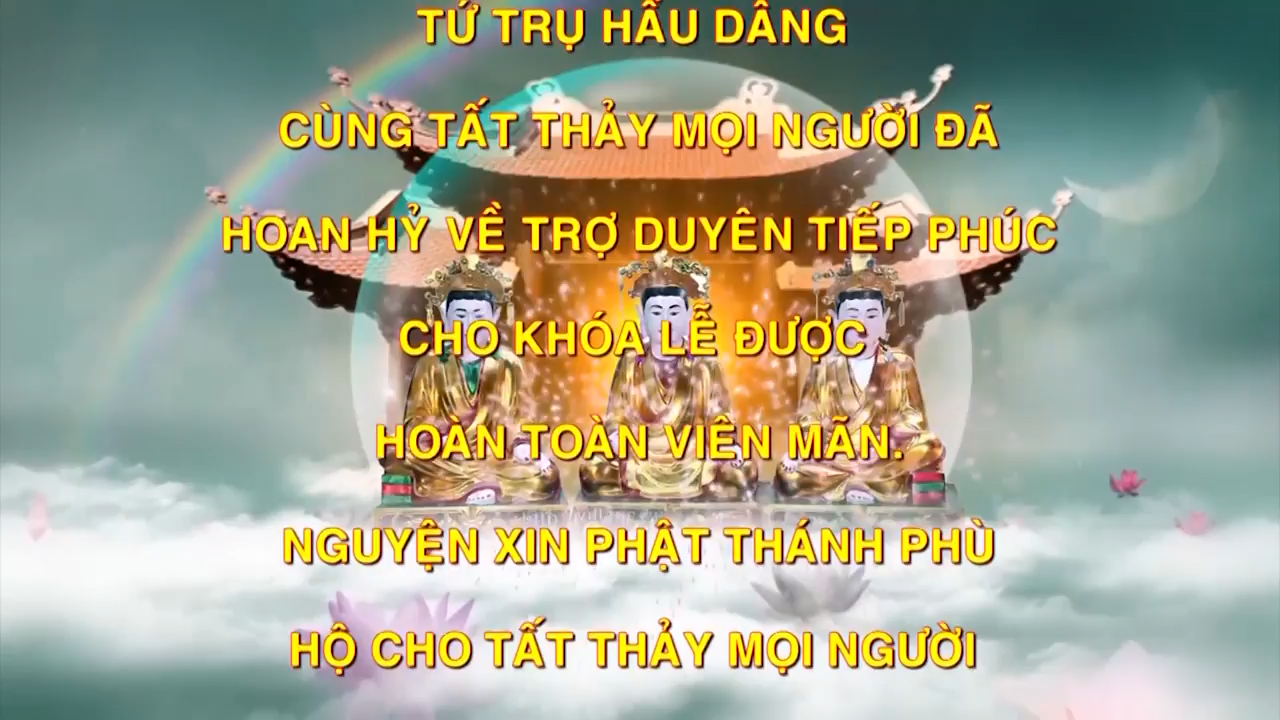 TỨ TRỤ HẦU DÂNG
CÙNG TẤT THẢY MỌI NGƯỜI ĐÃ
HOAN HỶ VỀ TRỢ DUYÊN TIẾP PHÚC
CHO KHÓA LỄ ĐƯỢC
HOÀN TOÀN VIÊN MÃN.
NGUYỆN XIN PHẬT THÁNH PHÙ
HỘ CHO TẤT THẢY MỌI NGƯỜI